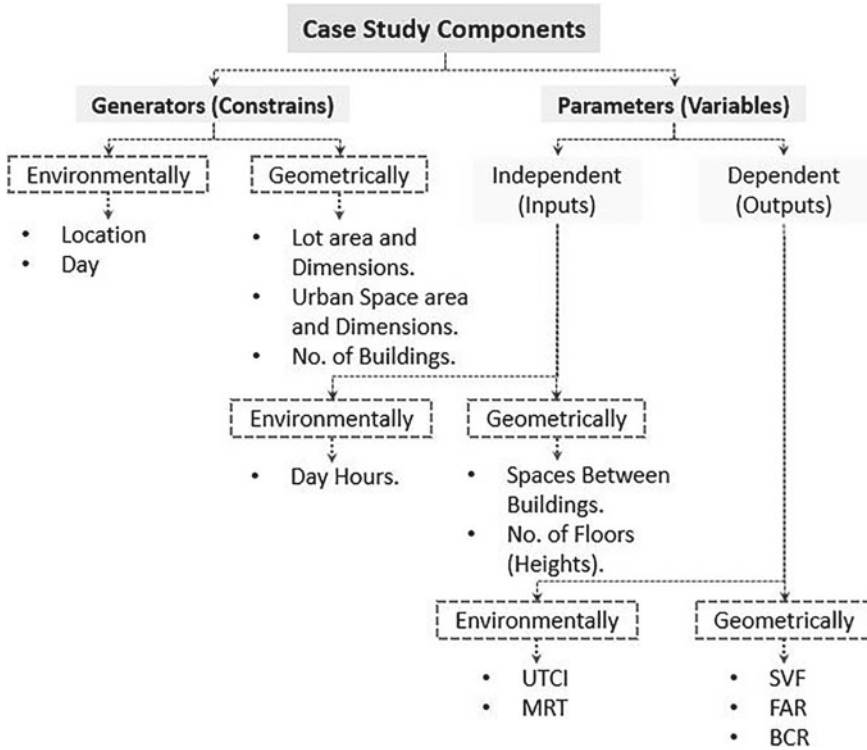 Case Study Components
Generators (Constrains)
Parameters (Variables)
Environmentally
Geometrically
Independent
(Inputs)
Dependent
(Outputs)
• Location
• Day
• Lot area and
Dimensions.
• Urban Space area
and Dimensions.
• No. of Buildings.
Environmentally
Geometrically
• Day Hours.
• Spaces Between
Buildings.
• No. of Floors
(Heights).
Environmentally
Geometrically
• UTCI
• MRT
• SVF
• FAR
• BCR